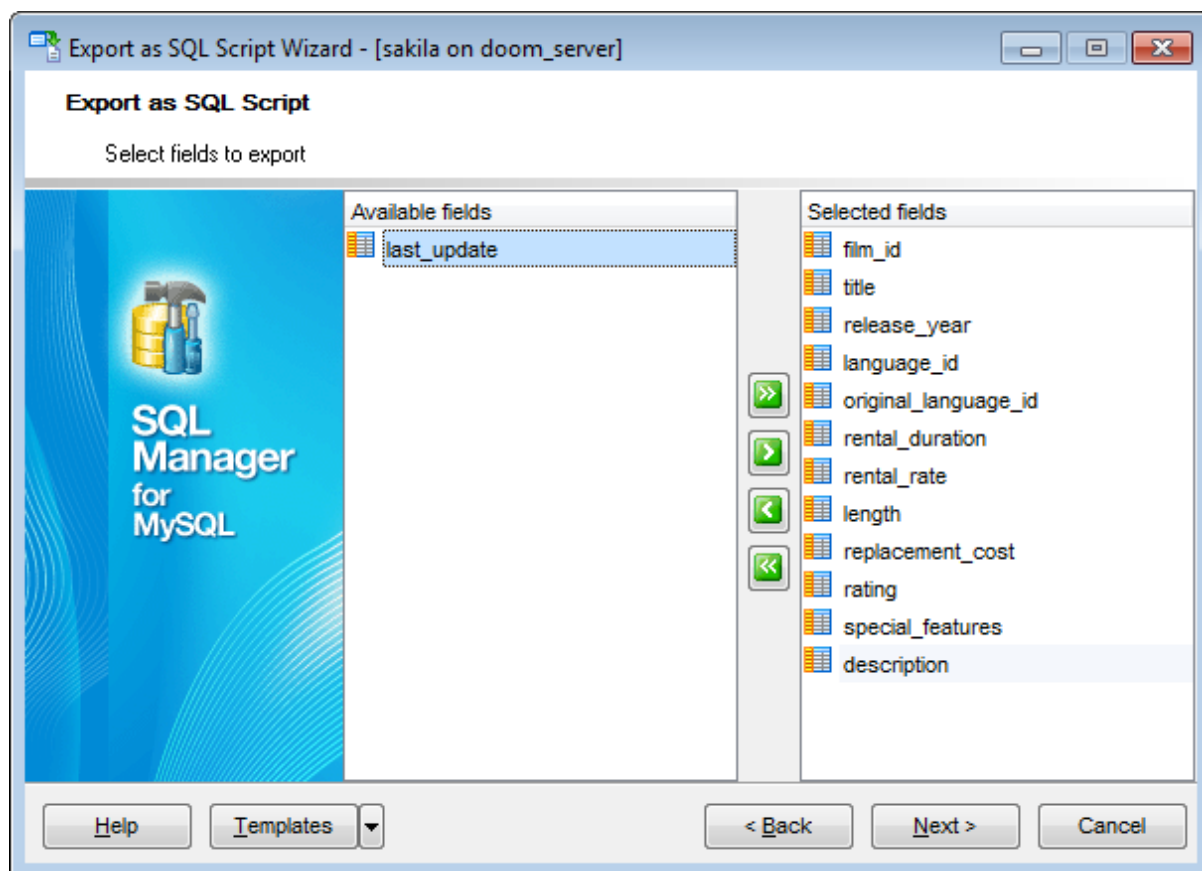 Export as SQL Script Wizard - [sakila on doom_server]
Export as SQL Script
Select fields to export
SQL
Manager
for
MySQL
Available fields
last_update
Selected fields
film_id
title
release_year
language_id
original_language_id
rental_duration
rental_rate
length
replacement_cost
rating
special_features
description
Help
Templates
< Back
Next >
Cancel